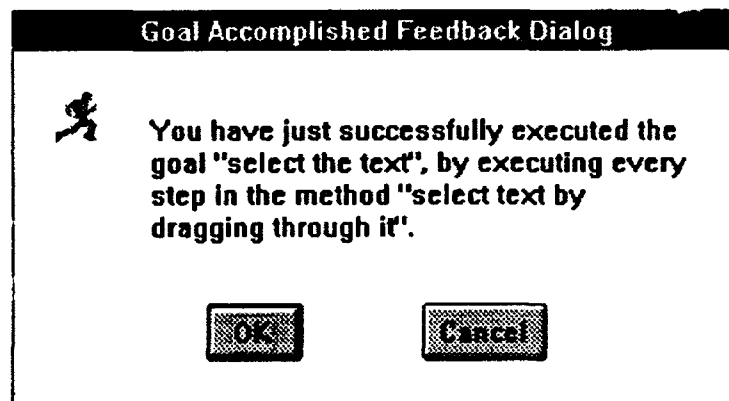 Goal Accomplished Feedback Dialog
You have just successfully executed the
goal "select the text", by executing every
step in the method "select text by
dragging through it".
OK
Cancel